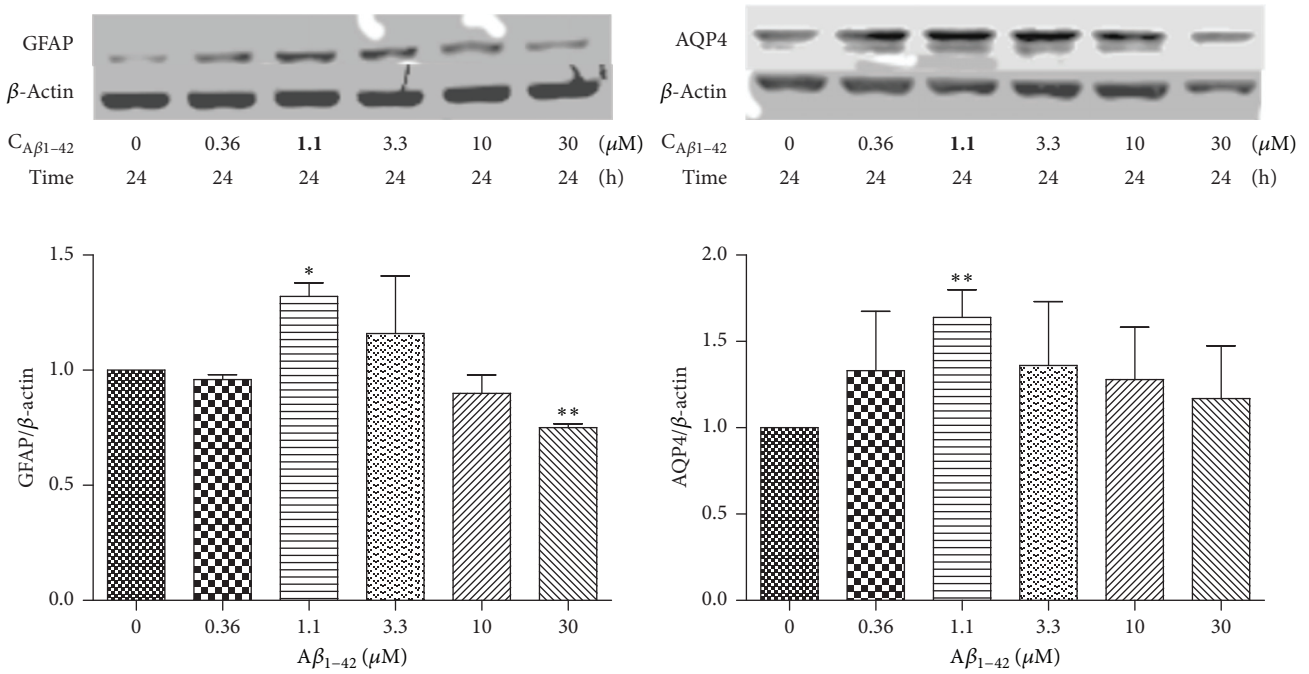 GFAP
β-Actin
C_Aβ1–42 0 0.36 1.1 3.3 10 30 (μM)
Time 24 24 24 24 24 24 (h)
AQP4
β-Actin
C_Aβ1–42 0 0.36 1.1 3.3 10 30 (μM)
Time 24 24 24 24 24 24 (h)
GFAP/β-actin
1.5
1.0
0.5
0.0
*
**
0 0.36 1.1 3.3 10 30
Aβ1–42 (μM)
AQP4/β-actin
2.0
1.5
1.0
0.5
0.0
**
0 0.36 1.1 3.3 10 30
Aβ1–42 (μM)